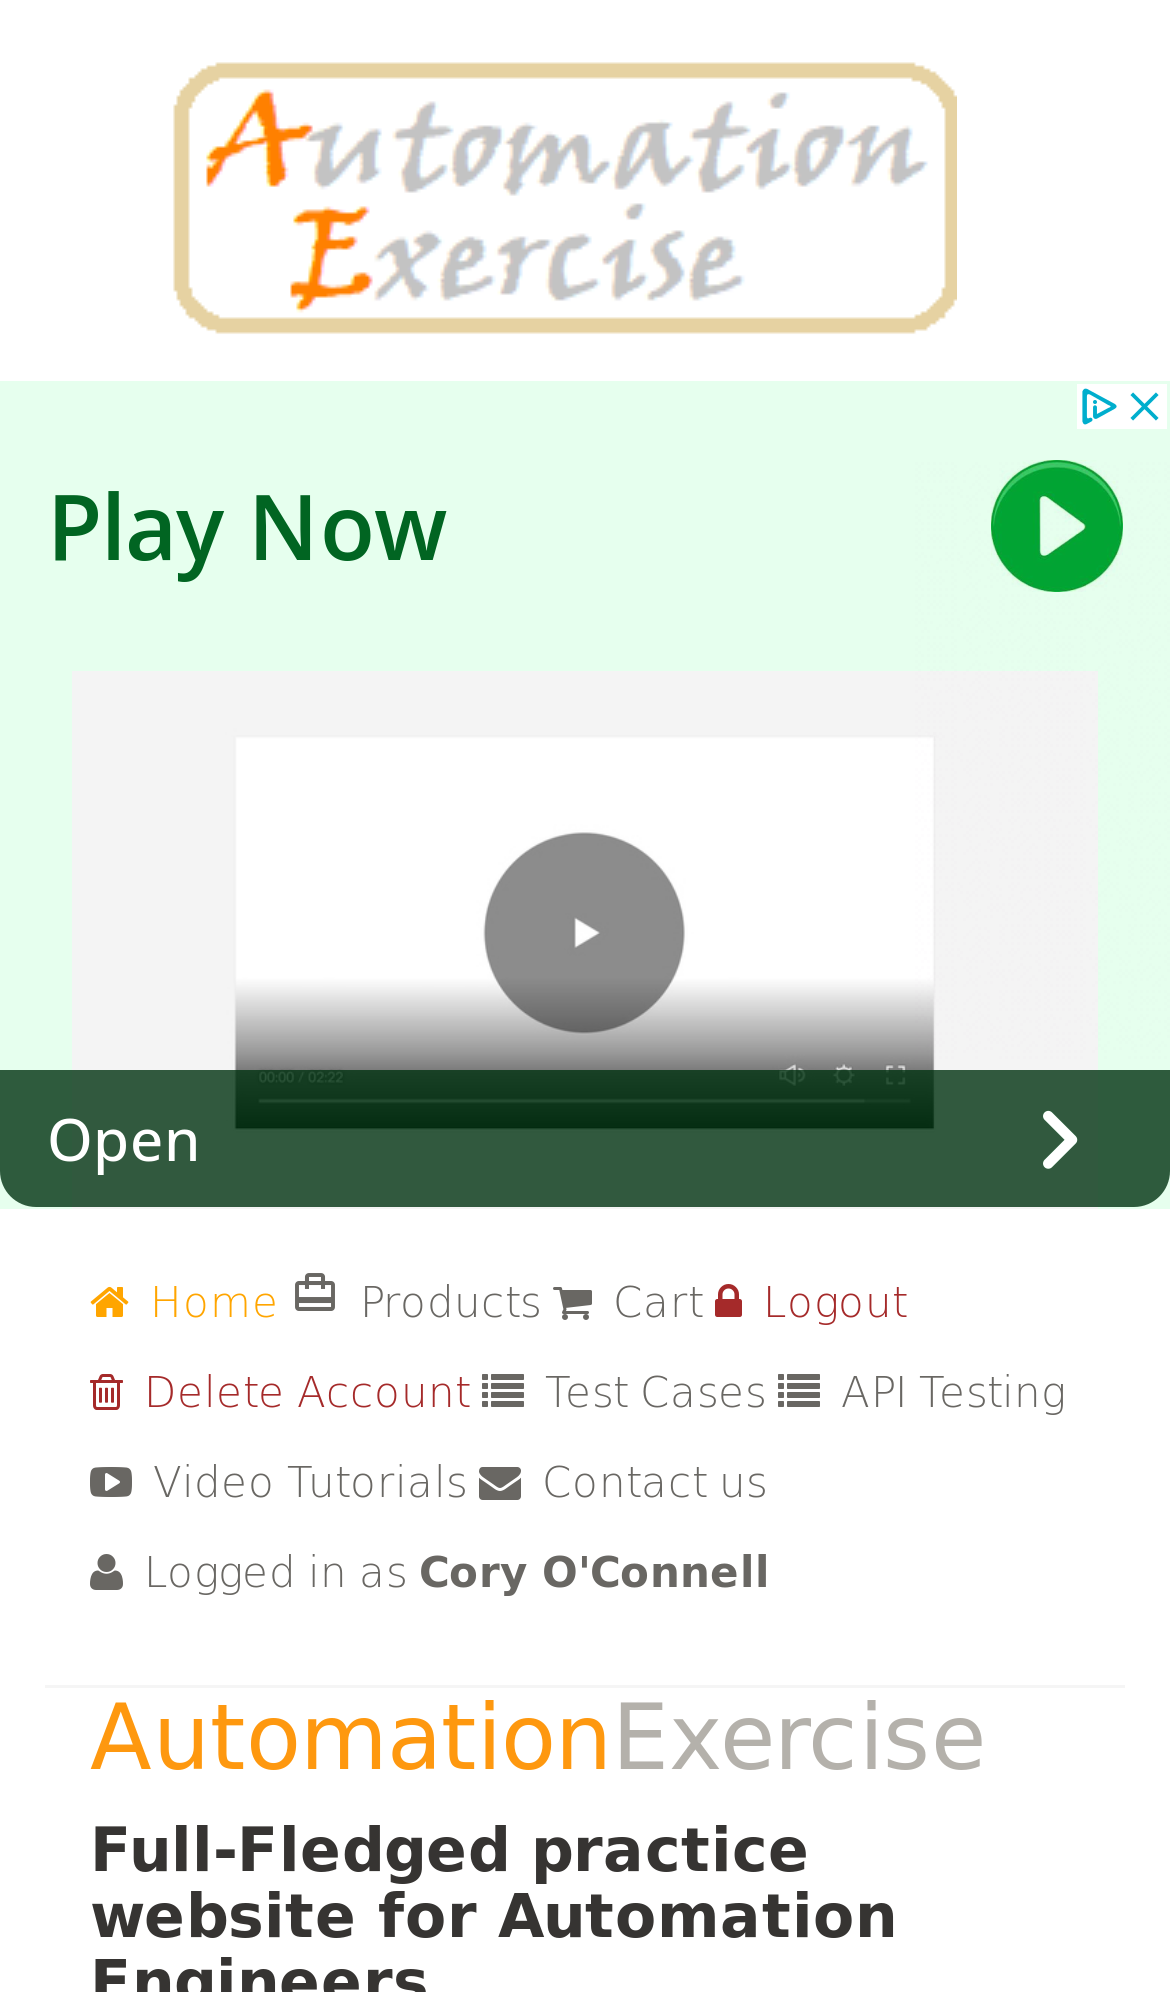 Automation
Exercise
Play Now
00:00 / 02:22
Open
Home Products Cart Logout
Delete Account Test Cases API Testing
Video Tutorials Contact us
Logged in as Cory O'Connell
AutomationExercise
Full-Fledged practice
website for Automation
Engineers